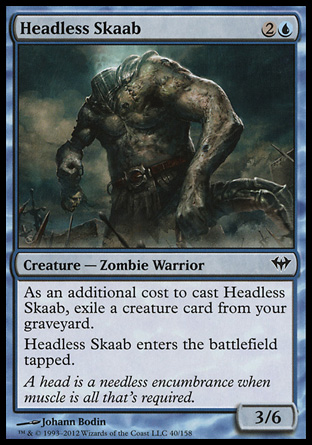 Headless Skaab 2
Creature — Zombie Warrior
As an additional cost to cast Headless
Skaab, exile a creature card from your
graveyard.
Headless Skaab enters the battlefield
tapped.
A head is a needless encumbrance when
muscle is all that's required.
Johann Bodin
™ & © 1993–2012 Wizards of the Coast LLC 40/158
3/6